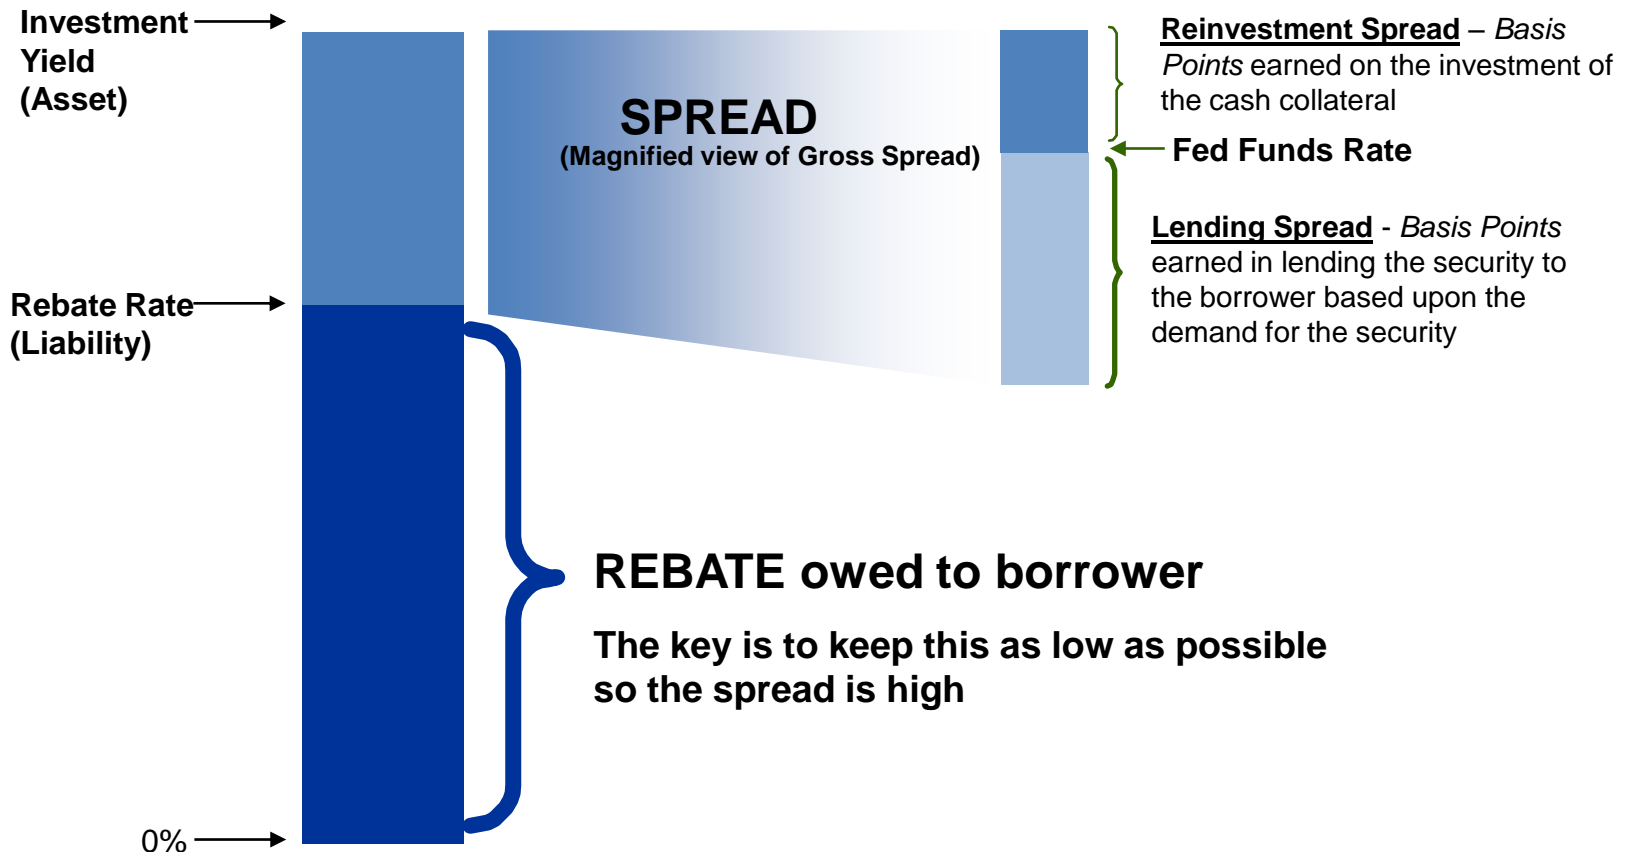 Investment
Yield
(Asset)
SPREAD
(Magnified view of Gross Spread)
Reinvestment Spread – Basis
Points earned on the investment of
the cash collateral
Fed Funds Rate
Lending Spread - Basis Points
earned in lending the security to
the borrower based upon the
demand for the security
Rebate Rate
(Liability)
REBATE owed to borrower
The key is to keep this as low as possible
so the spread is high
0%